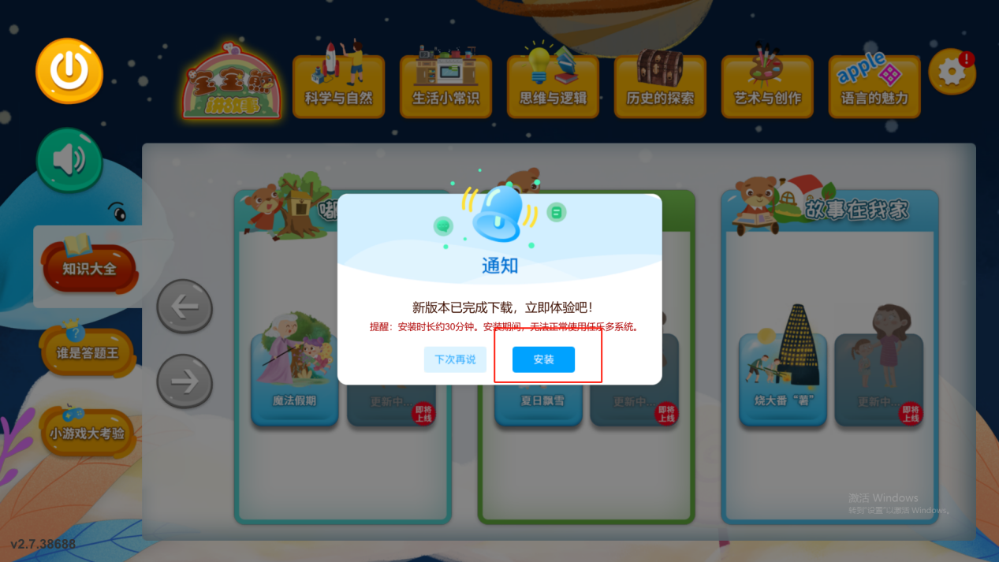 宝宝熊
讲故事
科学与自然
生活小常识
思维与逻辑
历史的探索
艺术与创作
apple
语言的魅力
!
嘟
故事在我家
知识大全
谁是答题王
小游戏大考验
通知
新版本已完成下载，立即体验吧！
提醒：安装时长约30分钟。安装期间，无法正常使用任乐多系统。
下次再说
安装
魔法假期
更新中...
即将
上线
夏日飘雪
更新中...
即将
上线
烧大番“薯”
更新中...
即将
上线
激活 Windows
转到"设置"以激活 Windows。
v2.7.38688